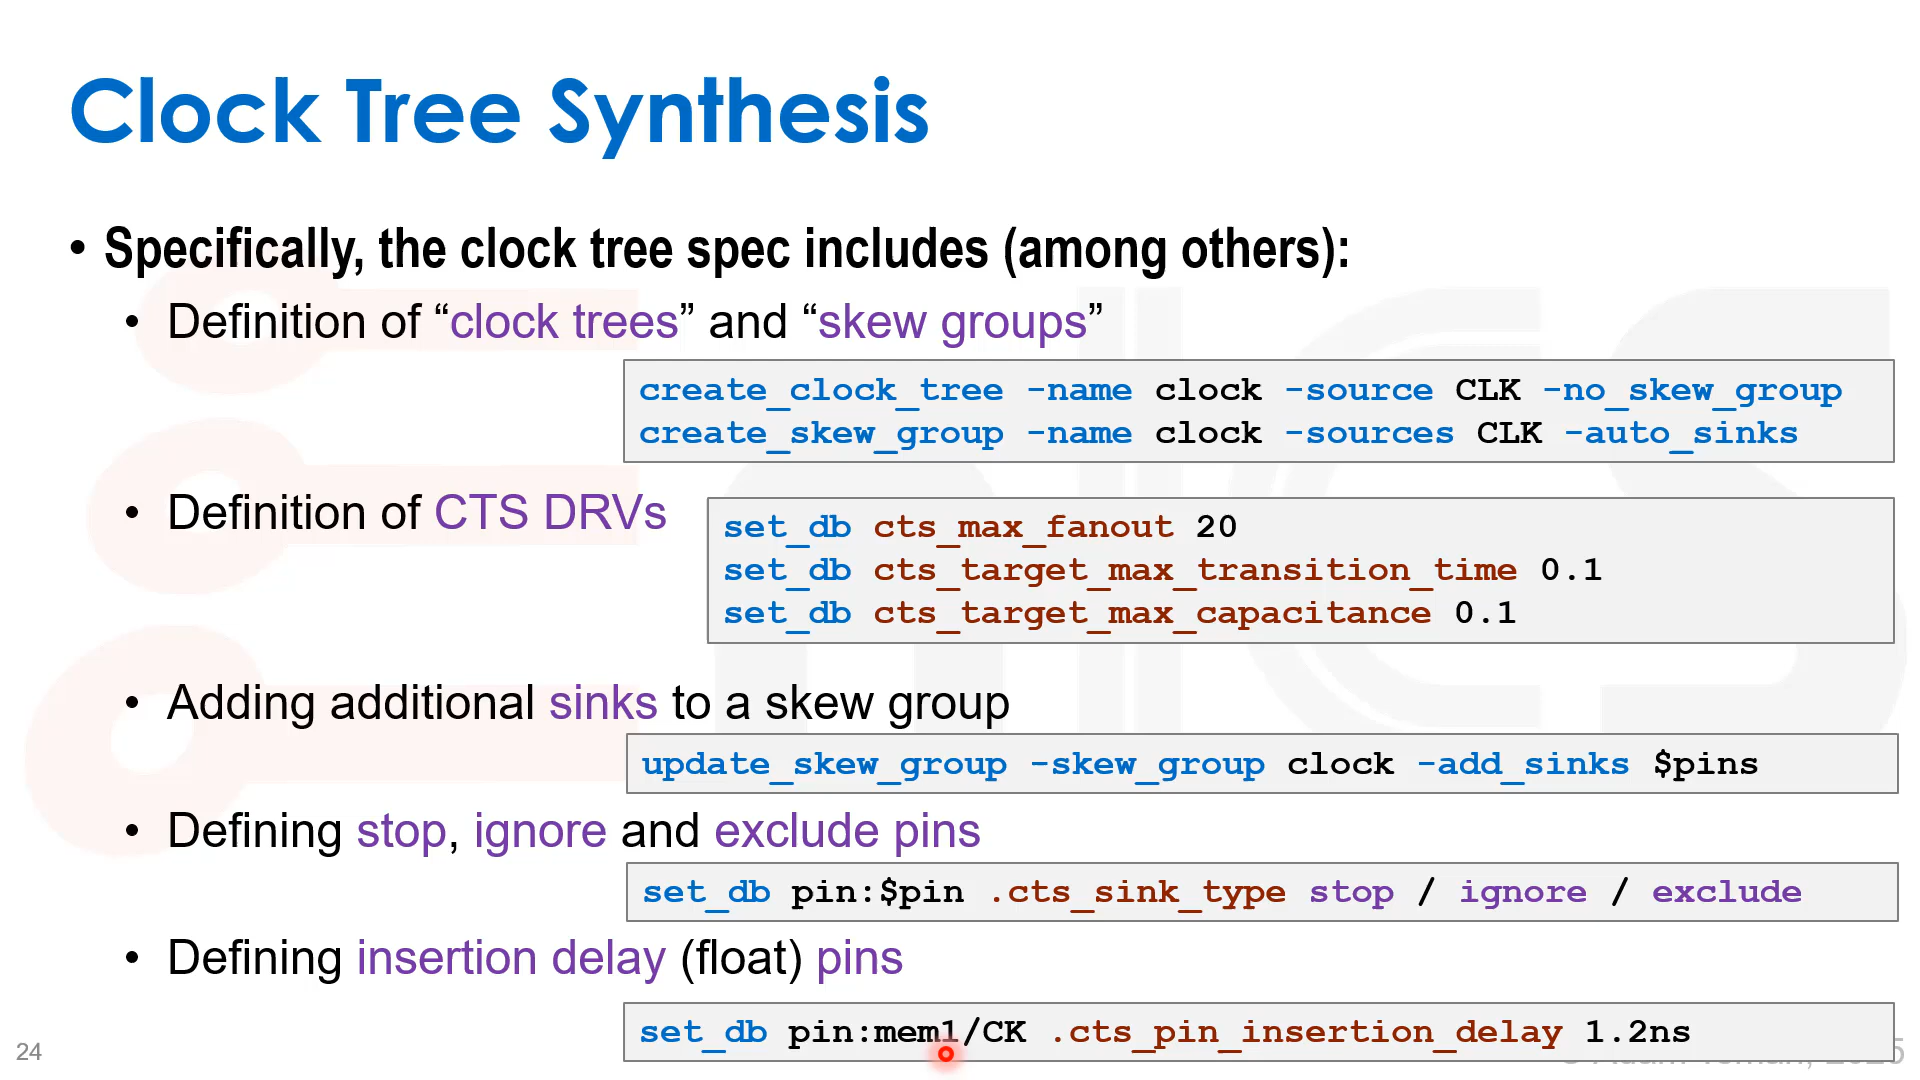 Clock Tree Synthesis
• Specifically, the clock tree spec includes (among others):
• Definition of “clock trees” and “skew groups”
create_clock_tree -name clock -source CLK -no_skew_group
create_skew_group -name clock -sources CLK -auto_sinks
• Definition of CTS DRVs
set_db cts_max_fanout 20
set_db cts_target_max_transition_time 0.1
set_db cts_target_max_capacitance 0.1
• Adding additional sinks to a skew group
update_skew_group -skew_group clock -add_sinks $pins
• Defining stop, ignore and exclude pins
set_db pin:$pin .cts_sink_type stop / ignore / exclude
• Defining insertion delay (float) pins
set_db pin:mem1/CK .cts_pin_insertion_delay 1.2ns
24